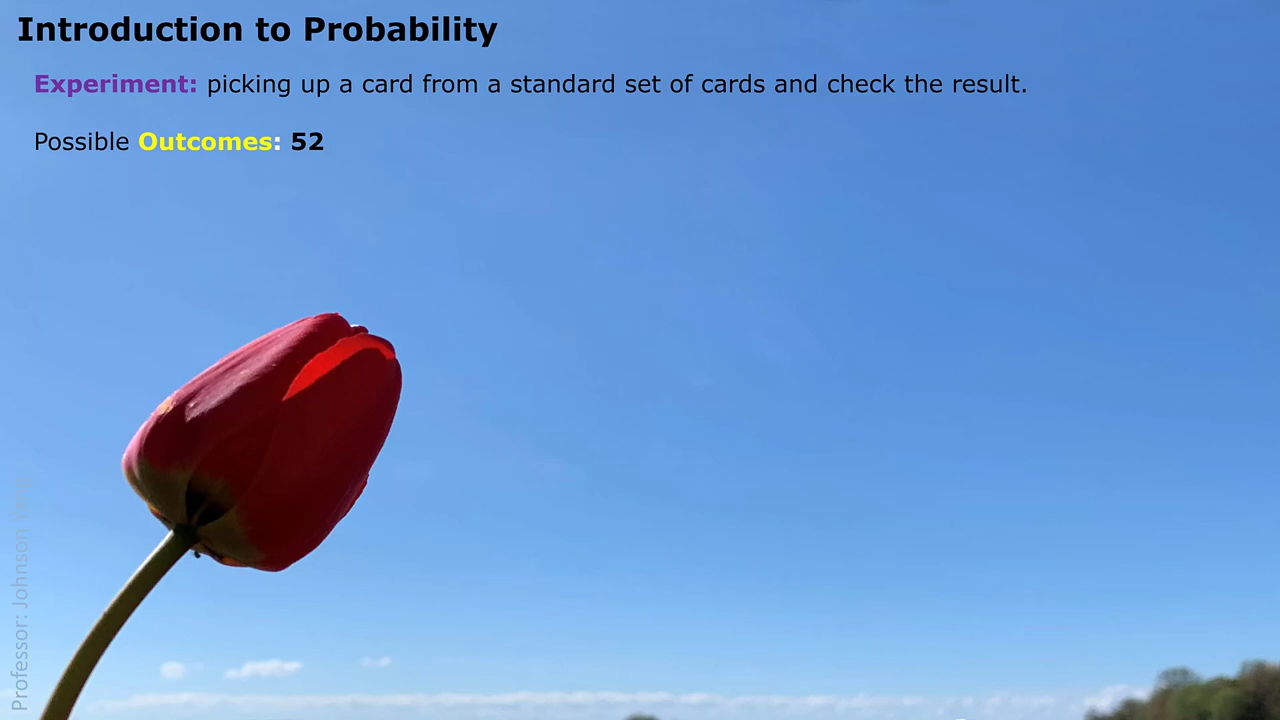 Introduction to Probability
Experiment: picking up a card from a standard set of cards and check the result.
Possible Outcomes: 52
Professor: Johnson